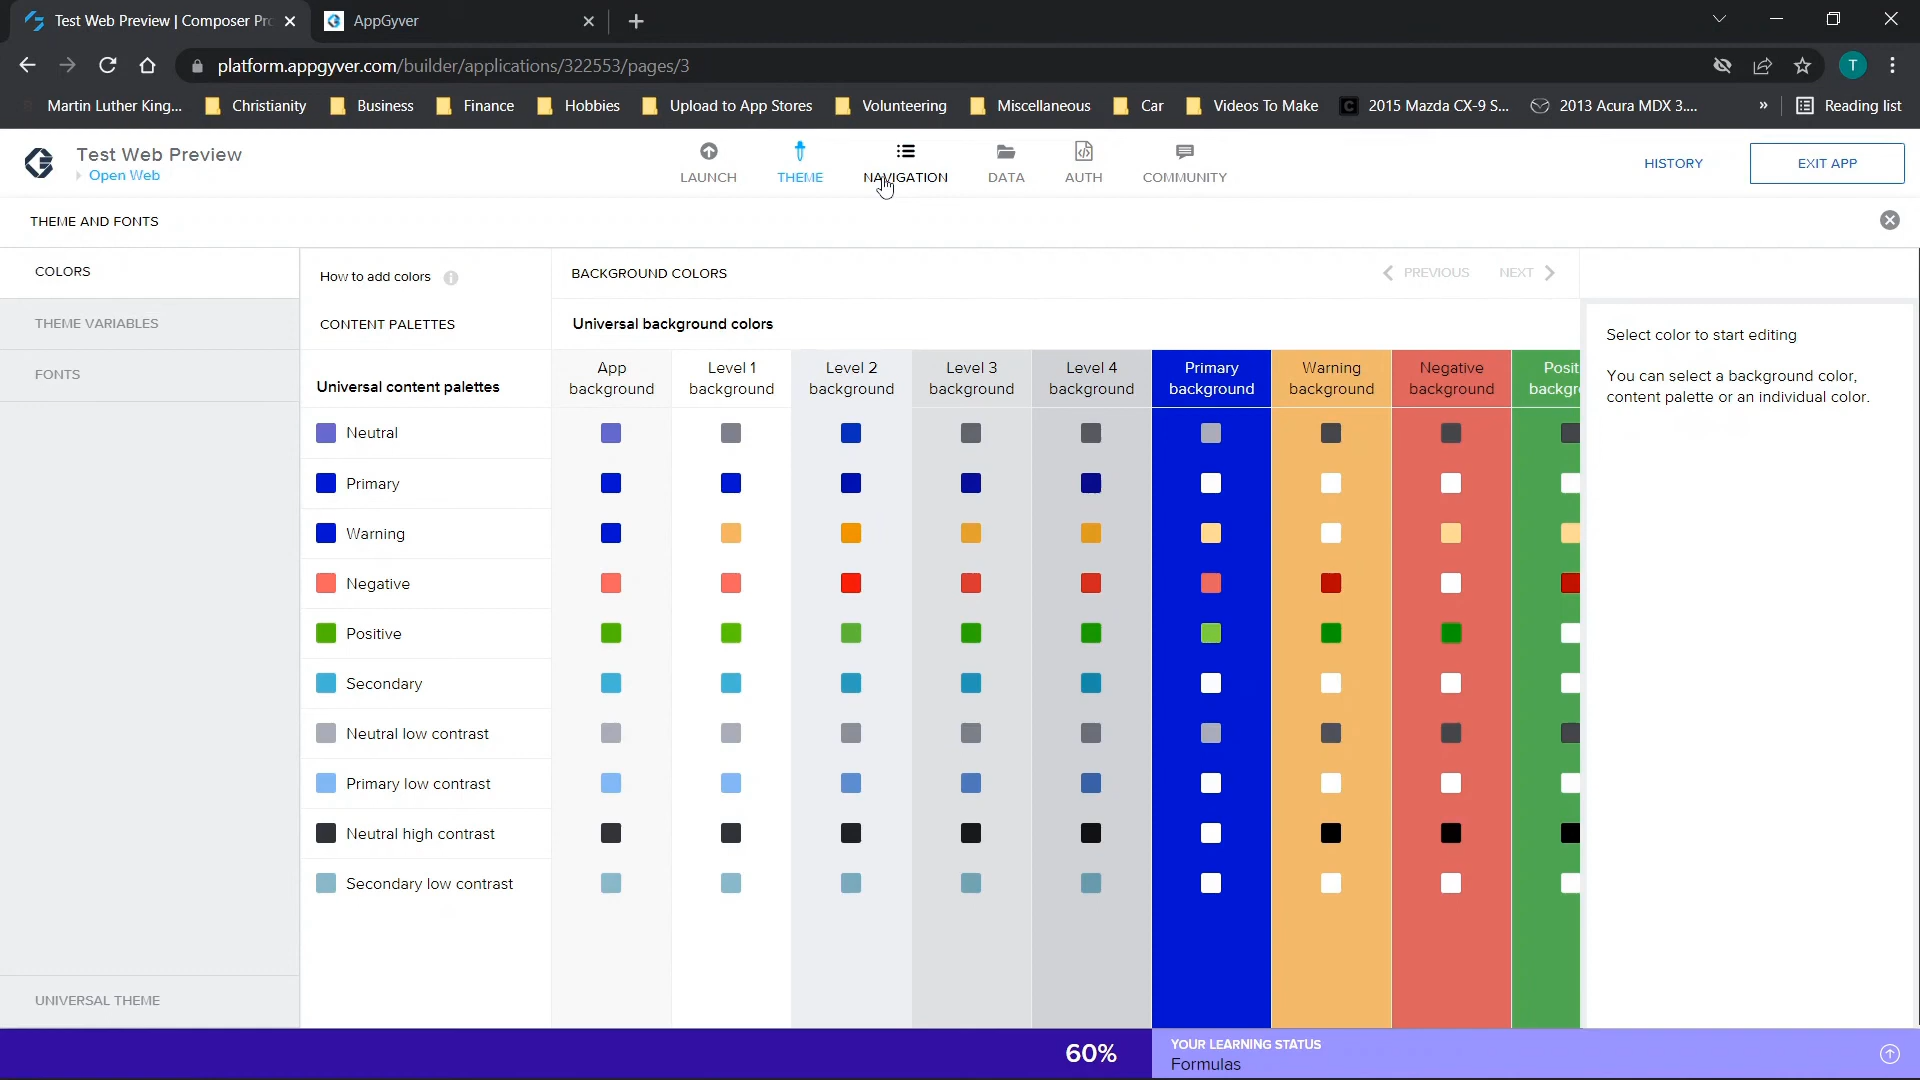 Test Web Preview | Composer Pr
AppGyver
platform.appgyver.com/builder/applications/322553/pages/3
T
Martin Luther King...
Christianity
Business
Finance
Hobbies
Upload to App Stores
Volunteering
Miscellaneous
Car
Videos To Make
2015 Mazda CX-9 S...
2013 Acura MDX 3....
»
Reading list
Test Web Preview
Open Web
LAUNCH
THEME
NAVIGATION
DATA
AUTH
COMMUNITY
HISTORY
EXIT APP
THEME AND FONTS
COLORS
THEME VARIABLES
FONTS
UNIVERSAL THEME
How to add colors
CONTENT PALETTES
Universal content palettes
Neutral
Primary
Warning
Negative
Positive
Secondary
Neutral low contrast
Primary low contrast
Neutral high contrast
Secondary low contrast
BACKGROUND COLORS
PREVIOUS
NEXT
Universal background colors
App
background
Level 1
background
Level 2
background
Level 3
background
Level 4
background
Primary
background
Warning
background
Negative
background
Posit
backgr
Select color to start editing
You can select a background color,
content palette or an individual color.
60%
YOUR LEARNING STATUS
Formulas